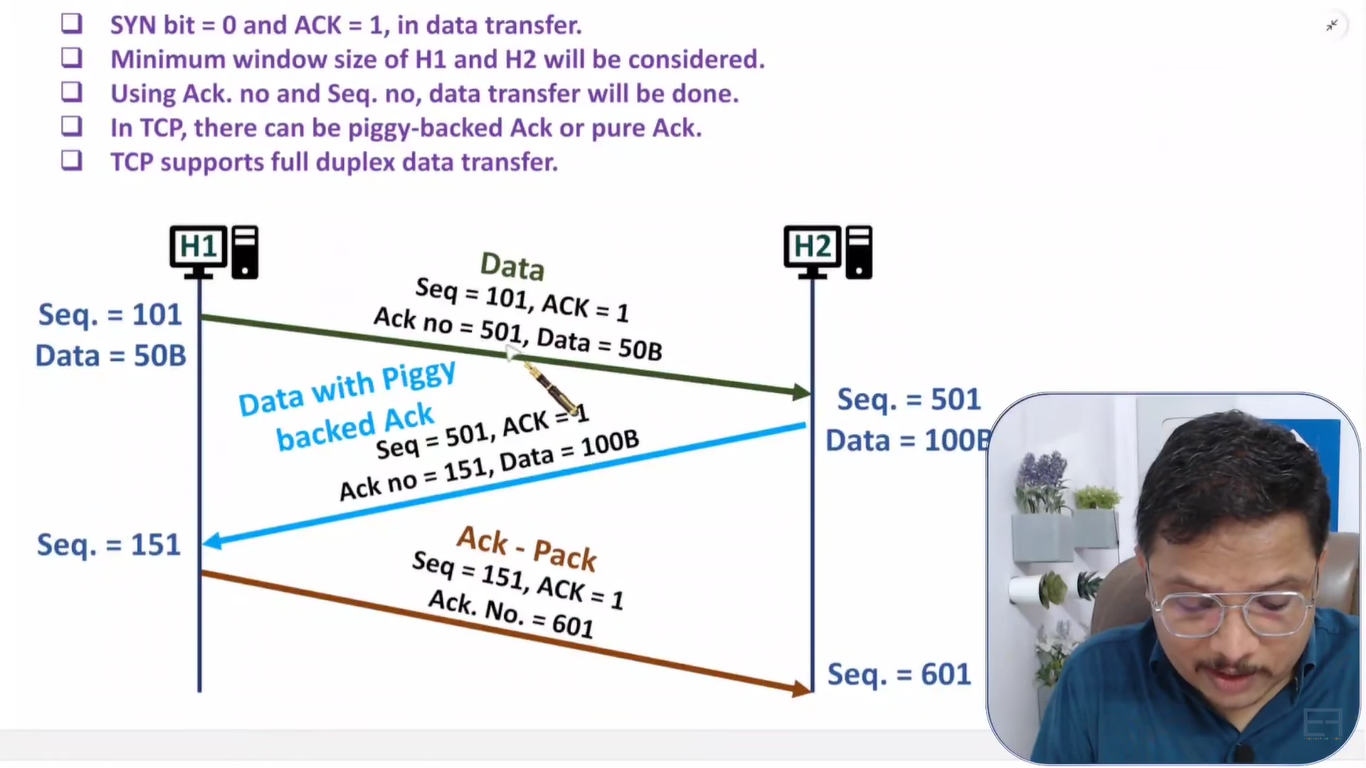 SYN bit = 0 and ACK = 1, in data transfer.
Minimum window size of H1 and H2 will be considered.
Using Ack. no and Seq. no, data transfer will be done.
In TCP, there can be piggy-backed Ack or pure Ack.
TCP supports full duplex data transfer.
H1
H2
Data
Seq = 101, ACK = 1
Ack no = 501, Data = 50B
Seq. = 101
Data = 50B
Data with Piggy
backed Ack
Seq = 501, ACK = 1
Ack no = 151, Data = 100B
Seq. = 501
Data = 100B
Seq. = 151
Ack - Pack
Seq = 151, ACK = 1
Ack. No. = 601
Seq. = 601